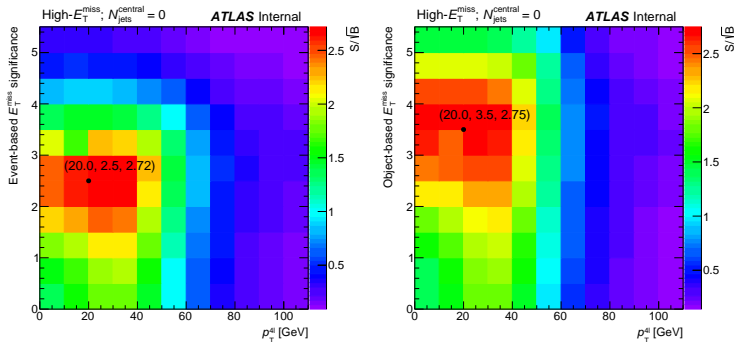 High-E_T^miss; N_jets^central = 0 ATLAS Internal
Event-based E_T^miss significance
5
4
3
2
1
0
(20.0, 2.5, 2.72)
0 20 40 60 80 100
p_T^4l [GeV]
S/√B
2.5
2
1.5
1
0.5
High-E_T^miss; N_jets^central = 0 ATLAS Internal
Object-based E_T^miss significance
5
4
3
2
1
0
(20.0, 3.5, 2.75)
0 20 40 60 80 100
p_T^4l [GeV]
S/√B
2.5
2
1.5
1
0.5